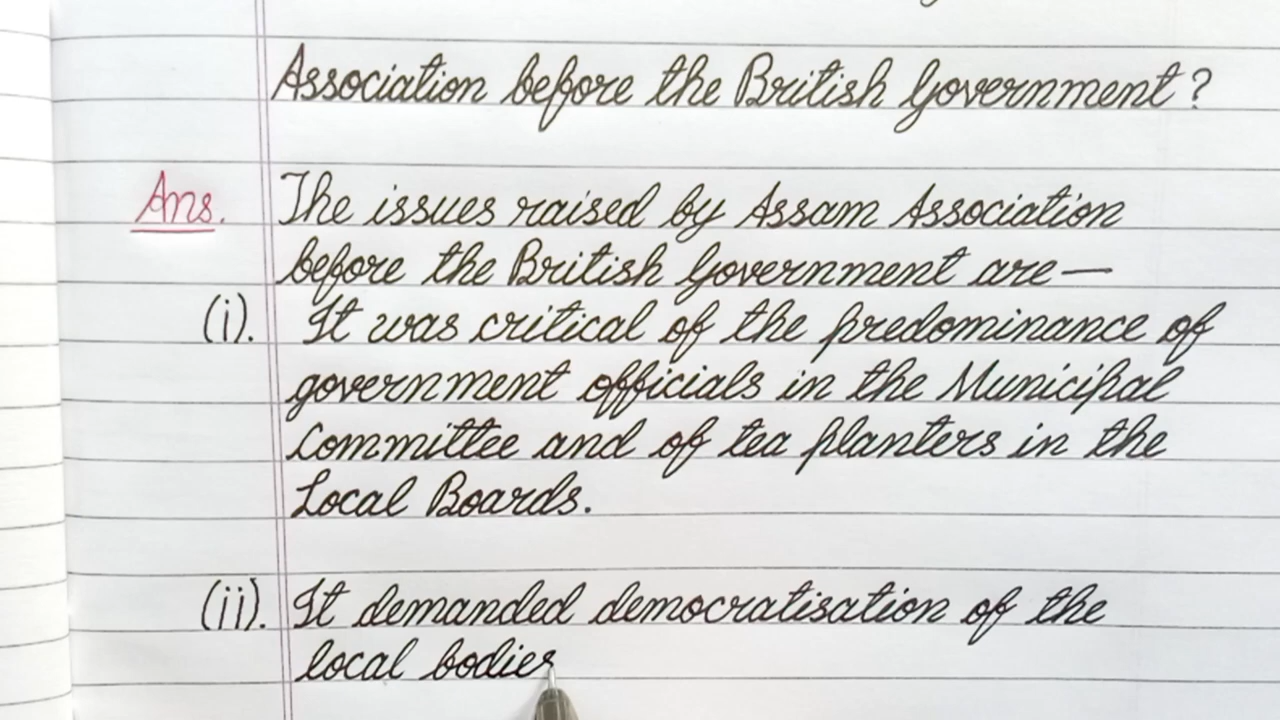 Association before the British Government?
Ans. The issues raised by Assam Association
before the British Government are—
(i). It was critical of the predominance of
government officials in the Municipal
Committee and of tea planters in the
Local Boards.
(ii). It demanded democratisation of the
local bodies